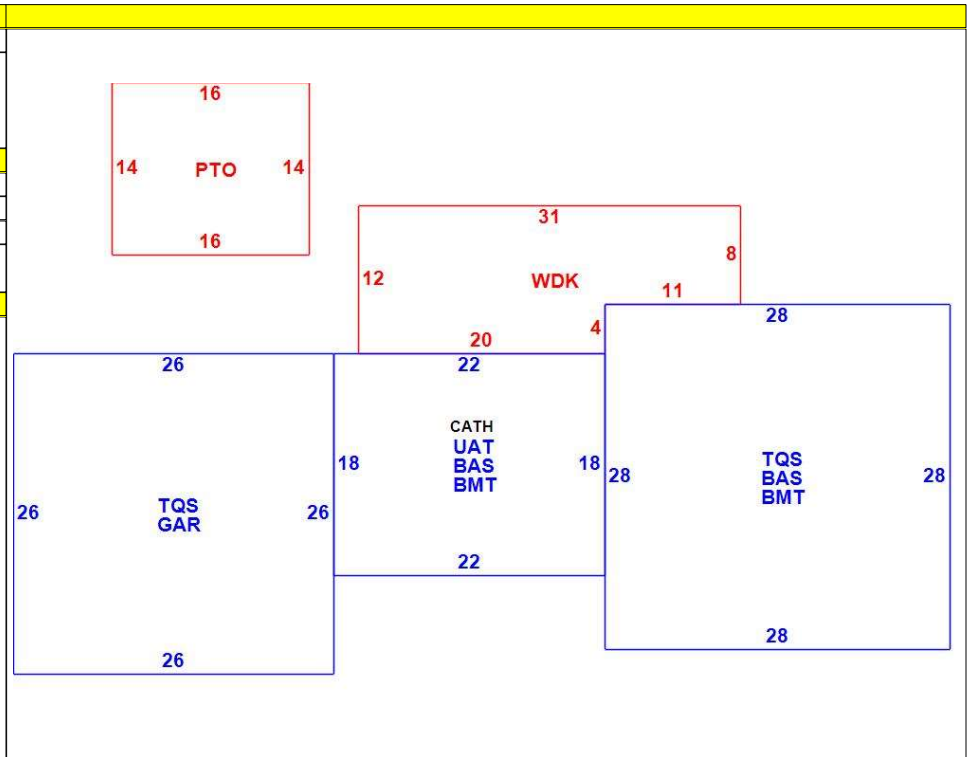 16
14 PTO 14
16
31
12 WDK 8
11
4
20
28
26
22
CATH
UAT
BAS
BMT
18 18
28 TQS 28
BAS
BMT
26 TQS 26
GAR
22
28
26